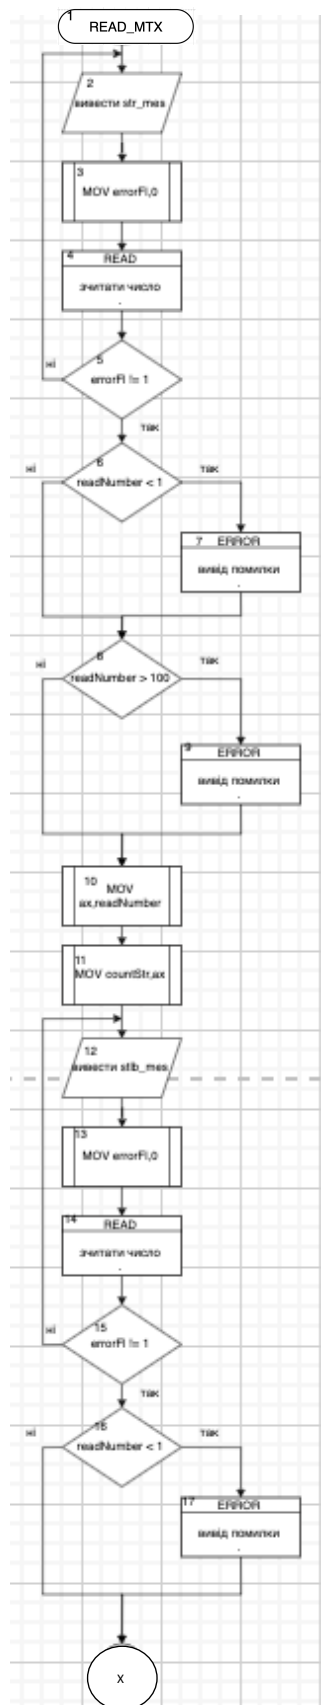 1
READ_MTX
2
вивести str_mes
3
MOV errorFl,0
4
READ
зчитати число
.
5
errorFl != 1
ні
так
6
readNumber < 1
ні
так
7
ERROR
вивід помилки
.
8
readNumber > 100
ні
так
9
ERROR
вивід помилки
.
10
MOV
ax,readNumber
11
MOV countStr,ax
12
вивести stlb_mes
13
MOV errorFl,0
14
READ
зчитати число
.
15
errorFl != 1
ні
так
16
readNumber < 1
ні
так
17
ERROR
вивід помилки
.
X